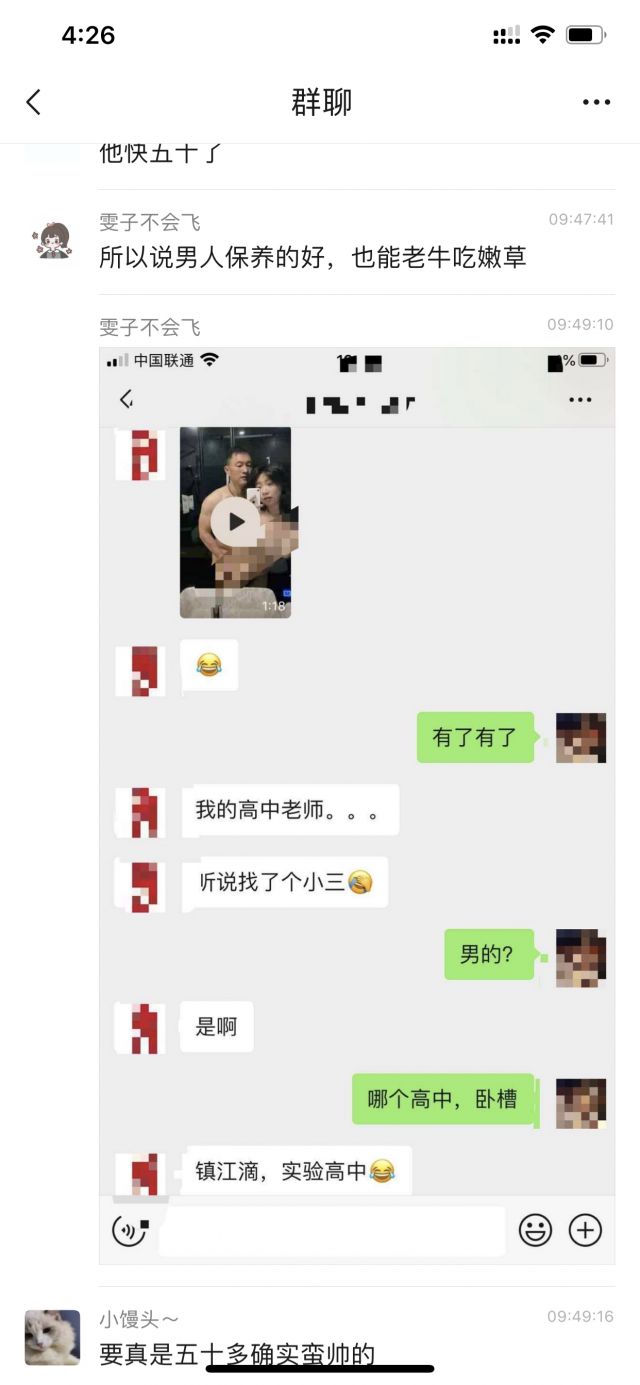 4:26
群聊
他快五十了
雯子不会飞
09:47:41
所以说男人保养的好，也能老牛吃嫩草
雯子不会飞
09:49:10
中国联通
%
1:18
有了有了
我的高中老师。。。
听说找了个小三
男的?
是啊
哪个高中，卧槽
镇江滴，实验高中
小馒头～
09:49:16
要真是五十多确实蛮帅的